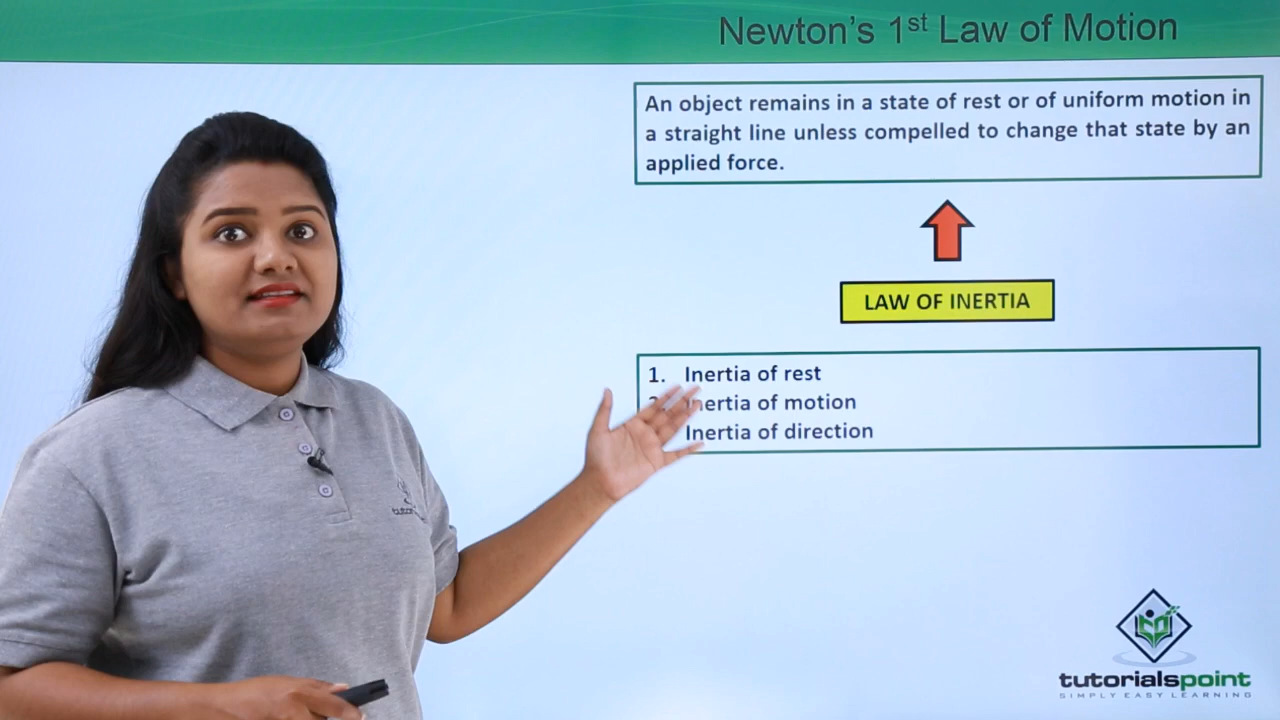 Newton's 1st Law of Motion
An object remains in a state of rest or of uniform motion in
a straight line unless compelled to change that state by an
applied force.
LAW OF INERTIA
1. Inertia of rest
Inertia of motion
Inertia of direction
tutorialspoint
SIMPLY EASY LEARNING